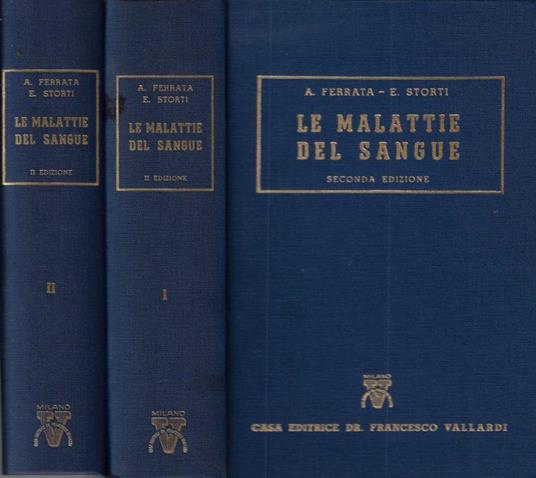 A. FERRATA
E. STORTI
LE MALATTIE
DEL SANGUE
II EDIZIONE
II
MILANO
A. FERRATA
E. STORTI
LE MALATTIE
DEL SANGUE
II EDIZIONE
I
MILANO
A. FERRATA - E. STORTI
LE MALATTIE
DEL SANGUE
SECONDA EDIZIONE
MILANO
CASA EDITRICE DR. FRANCESCO VALLARDI